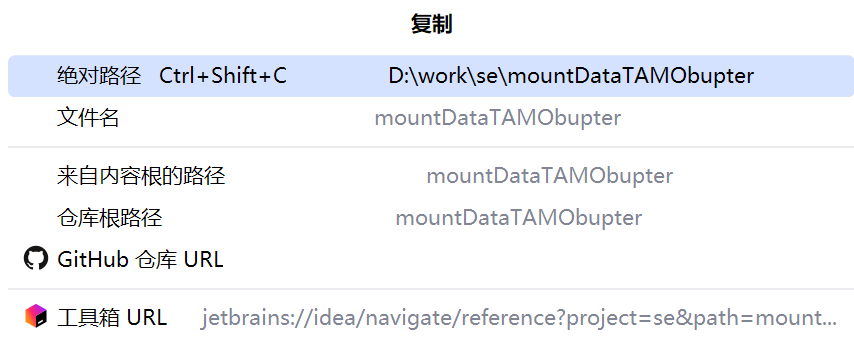 复制
绝对路径 Ctrl+Shift+C D:\work\se\mountDataTAMObupter
文件名 mountDataTAMObupter
来自内容根的路径 mountDataTAMObupter
仓库根路径 mountDataTAMObupter
GitHub 仓库 URL
工具箱 URL jetbrains://idea/navigate/reference?project=se&path=mount...